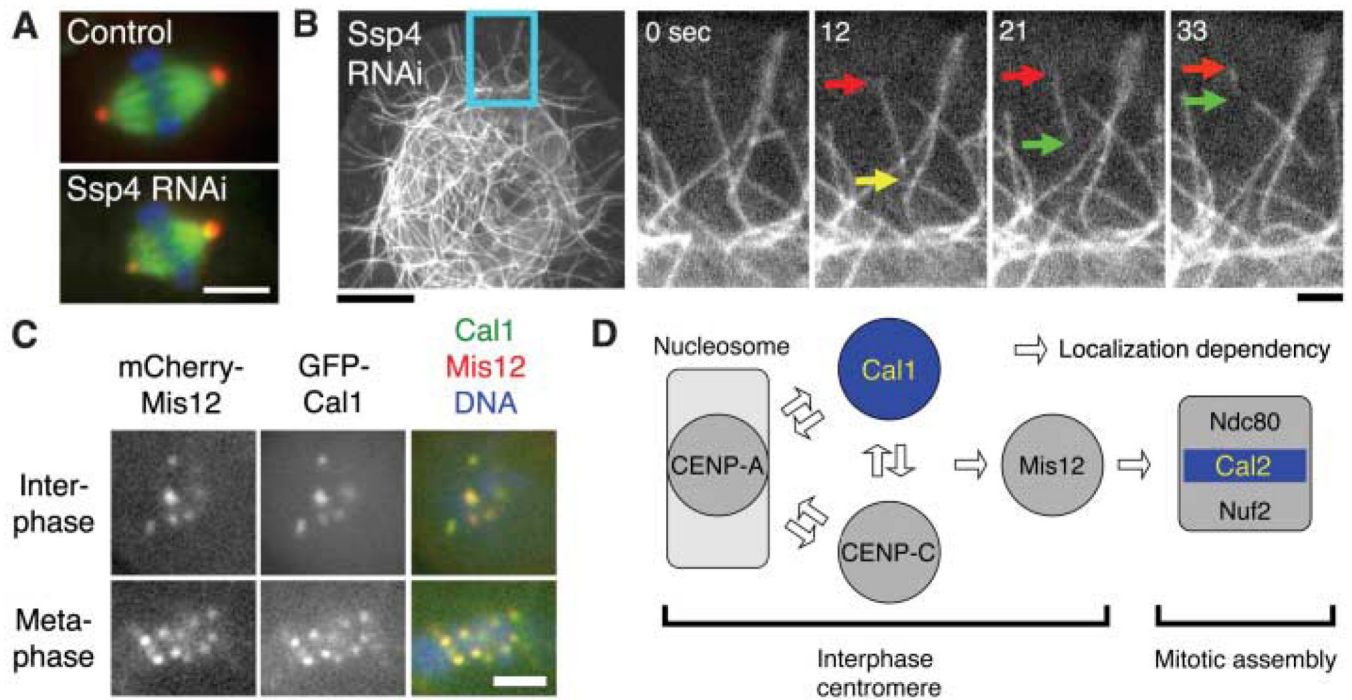 A
Control
Ssp4 RNAi
B
Ssp4
RNAi
0 sec
12
21
33
C
mCherry-
Mis12
GFP-
Cal1
Cal1
Mis12
DNA
Inter-
phase
Meta-
phase
D
Nucleosome
CENP-A
Cal1
CENP-C
Localization dependency
Mis12
Ndc80
Cal2
Nuf2
Interphase
centromere
Mitotic assembly